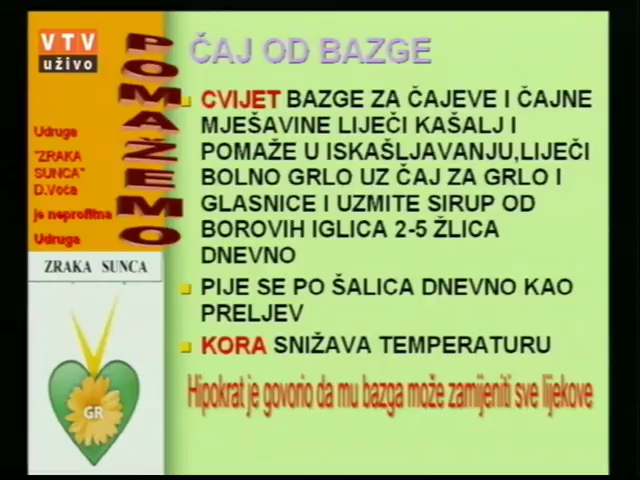 VTV
uživo
POMAŽEMO
Udruga
"ZRAKA
SUNCA"
D.Voća
je neprofitna
Udruga
ZRAKA SUNCA
GR
ČAJ OD BAZGE
CVIJET BAZGE ZA ČAJEVE I ČAJNE
MJEŠAVINE LIJEČI KAŠALJ I
POMAŽE U ISKAŠLJAVANJU,LIJEČI
BOLNO GRLO UZ ČAJ ZA GRLO I
GLASNICE I UZMITE SIRUP OD
BOROVIH IGLICA 2-5 ŽLICA
DNEVNO
PIJE SE PO ŠALICA DNEVNO KAO
PRELJEV
KORA SNIŽAVA TEMPERATURU
Hipokrat je govorio da mu bazga može zamijeniti sve lijekove